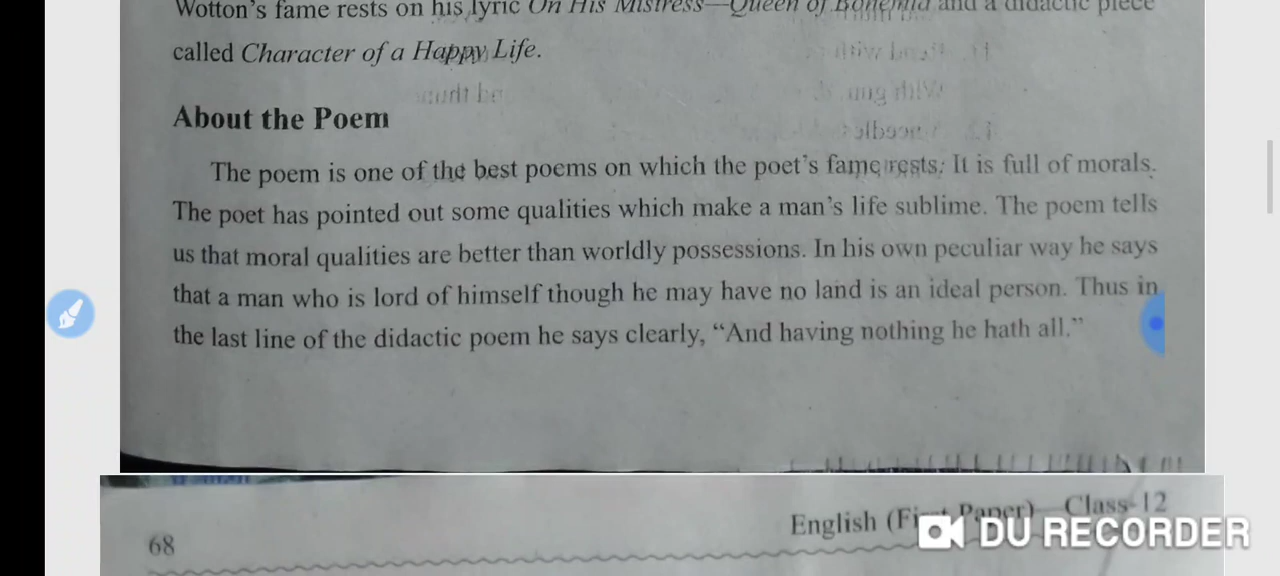 Wotton's fame rests on his lyric On His Mistress—Queen of Bohemia and a didactic piece
called Character of a Happy Life.
About the Poem
The poem is one of the best poems on which the poet's fame rests. It is full of morals.
The poet has pointed out some qualities which make a man's life sublime. The poem tells
us that moral qualities are better than worldly possessions. In his own peculiar way he says
that a man who is lord of himself though he may have no land is an ideal person. Thus in
the last line of the didactic poem he says clearly, “And having nothing he hath all.”
68
English (First Paper)—Class-12
DU RECORDER